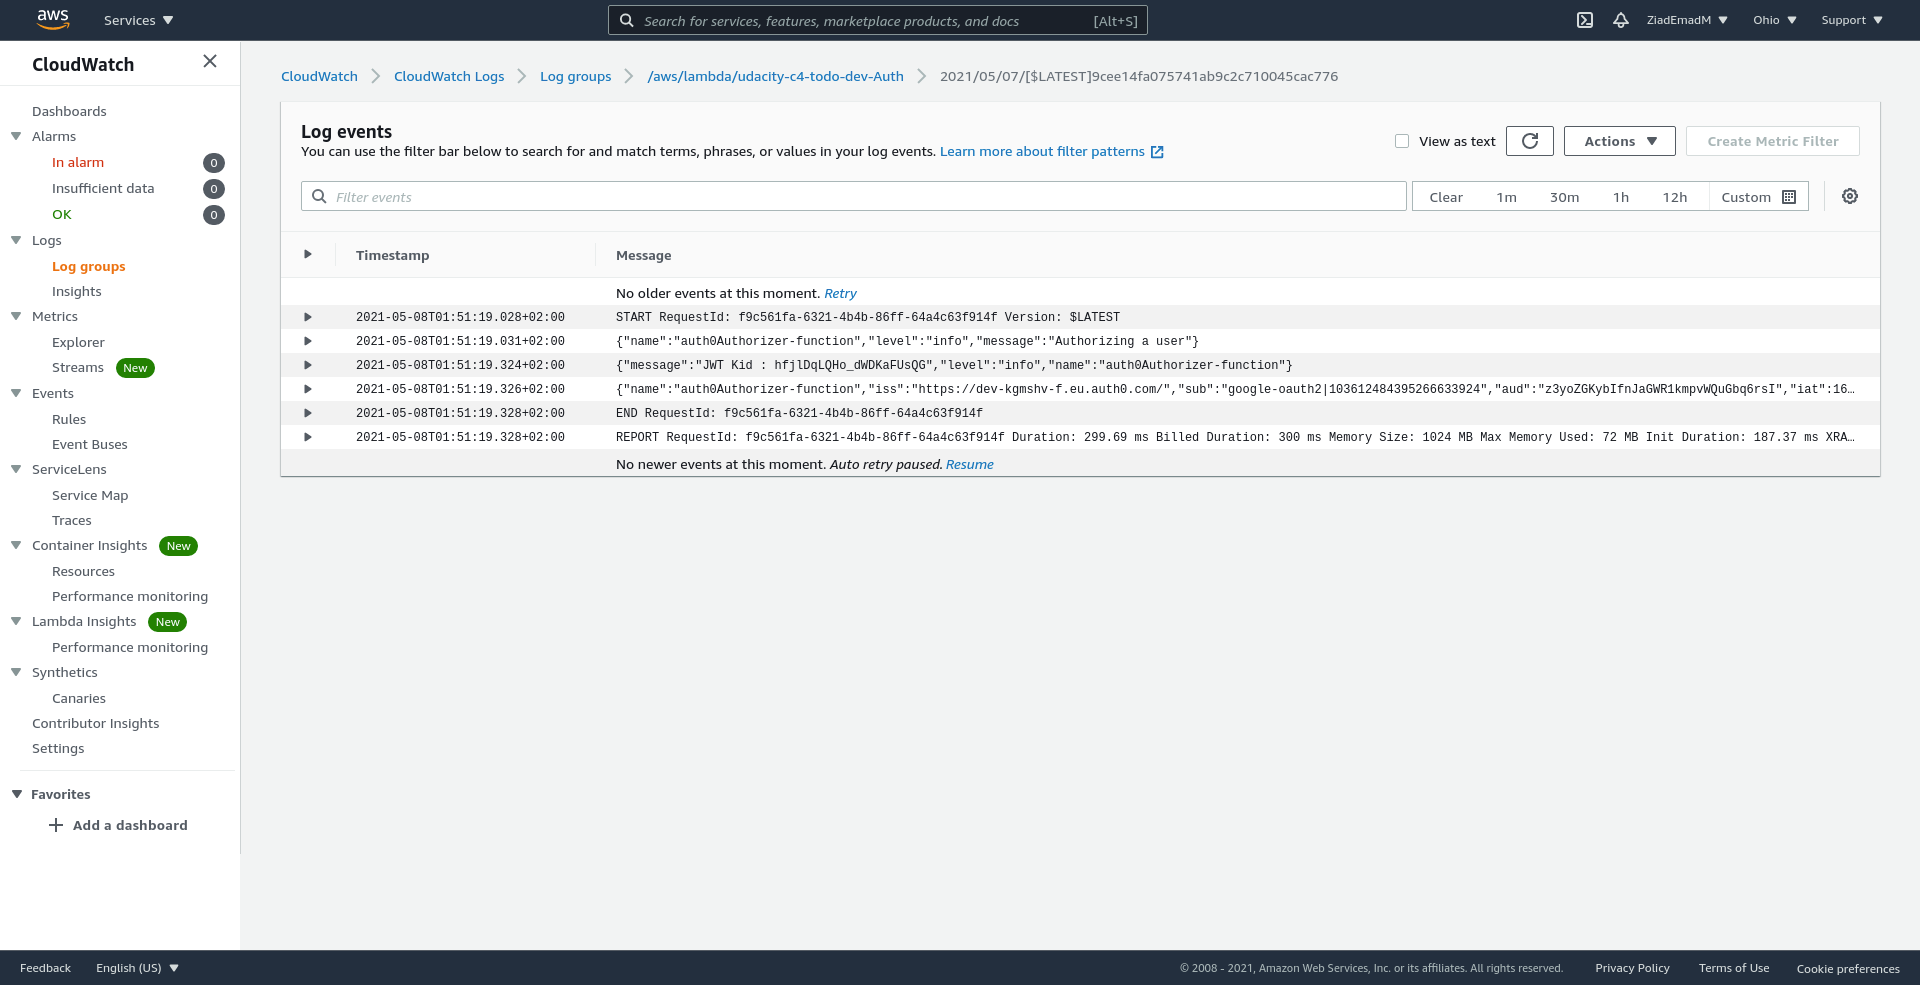 aws Services Search for services, features, marketplace products, and docs [Alt+S] ZiadEmadM Ohio Support
CloudWatch
Dashboards
Alarms
In alarm 0
Insufficient data 0
OK 0
Logs
Log groups
Insights
Metrics
Explorer
Streams New
Events
Rules
Event Buses
ServiceLens
Service Map
Traces
Container Insights New
Resources
Performance monitoring
Lambda Insights New
Performance monitoring
Synthetics
Canaries
Contributor Insights
Settings
Favorites
Add a dashboard
CloudWatch CloudWatch Logs Log groups /aws/lambda/udacity-c4-todo-dev-Auth 2021/05/07/[$LATEST]9cee14fa075741ab9c2c710045cac776
Log events
You can use the filter bar below to search for and match terms, phrases, or values in your log events. Learn more about filter patterns
View as text Actions Create Metric Filter
Filter events Clear 1m 30m 1h 12h Custom
Timestamp Message
No older events at this moment. Retry
2021-05-08T01:51:19.028+02:00 START RequestId: f9c561fa-6321-4b4b-86ff-64a4c63f914f Version: $LATEST
2021-05-08T01:51:19.031+02:00 {"name":"auth0Authorizer-function","level":"info","message":"Authorizing a user"}
2021-05-08T01:51:19.324+02:00 {"message":"JWT Kid : hfjlDqLQHo_dWDKaFUsQG","level":"info","name":"auth0Authorizer-function"}
2021-05-08T01:51:19.326+02:00 {"name":"auth0Authorizer-function","iss":"https://dev-kgmshv-f.eu.auth0.com/","sub":"google-oauth2|103612484395266633924","aud":"z3yoZGKybIfnJaGWR1kmpvWQuGbq6rsI","iat":16…
2021-05-08T01:51:19.328+02:00 END RequestId: f9c561fa-6321-4b4b-86ff-64a4c63f914f
2021-05-08T01:51:19.328+02:00 REPORT RequestId: f9c561fa-6321-4b4b-86ff-64a4c63f914f Duration: 299.69 ms Billed Duration: 300 ms Memory Size: 1024 MB Max Memory Used: 72 MB Init Duration: 187.37 ms XRA…
No newer events at this moment. Auto retry paused. Resume
Feedback English (US) © 2008 - 2021, Amazon Web Services, Inc. or its affiliates. All rights reserved. Privacy Policy Terms of Use Cookie preferences